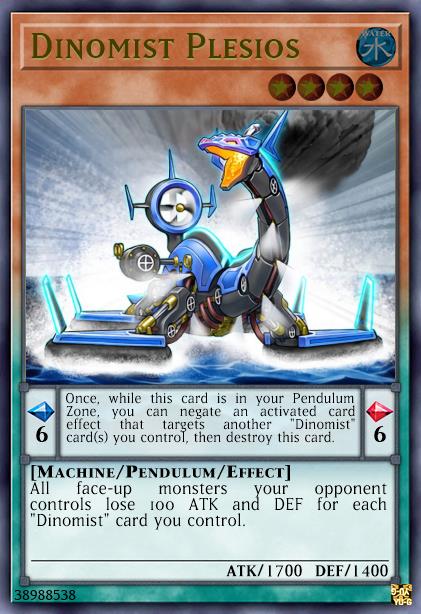 Dinomist Plesios
WATER
水
Once, while this card is in your Pendulum
Zone, you can negate an activated card
effect that targets another "Dinomist"
card(s) you control, then destroy this card.
6
6
[Machine/Pendulum/Effect]
All face-up monsters your opponent
controls lose 100 ATK and DEF for each
"Dinomist" card you control.
ATK/1700 DEF/1400
38988538